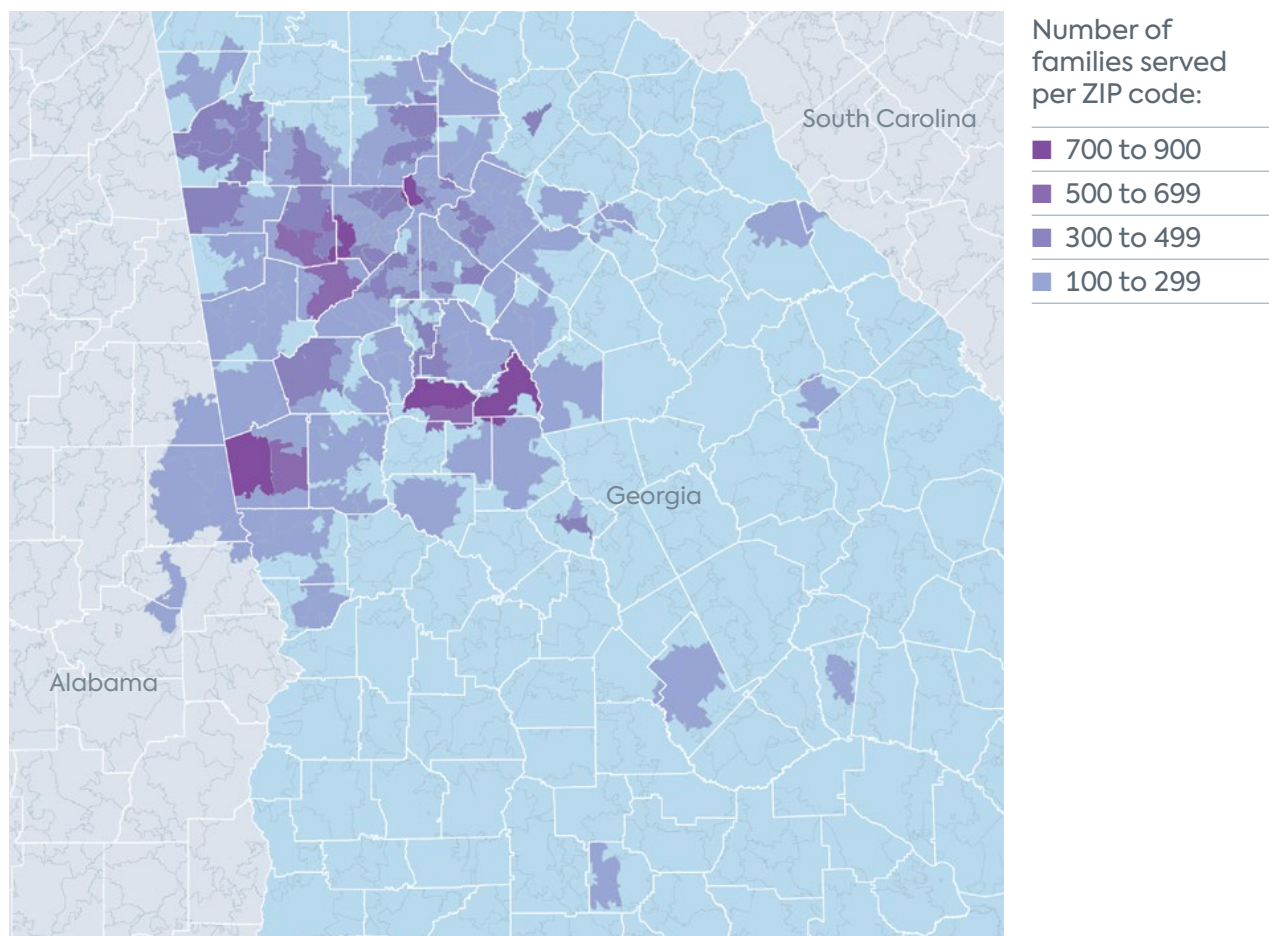 Number of
families served
per ZIP code:
South Carolina
700 to 900
500 to 699
300 to 499
100 to 299
Georgia
Alabama